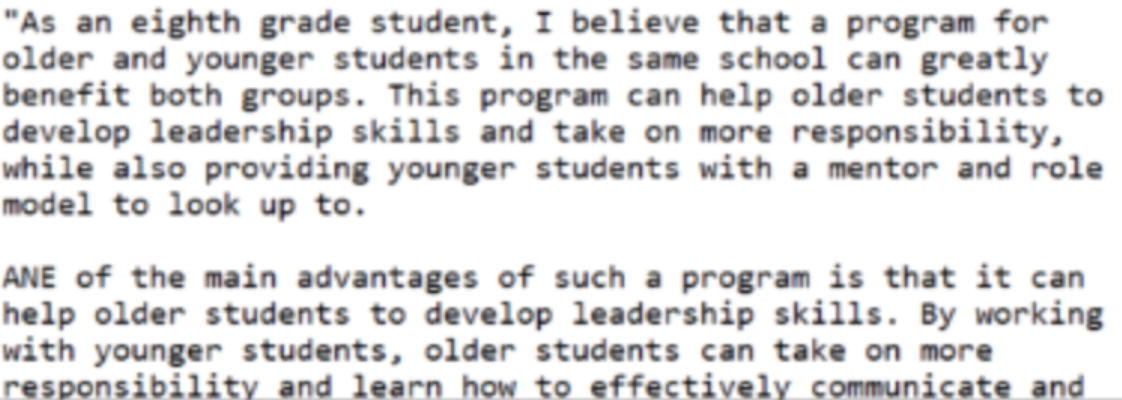 "As an eighth grade student, I believe that a program for
older and younger students in the same school can greatly
benefit both groups. This program can help older students to
develop leadership skills and take on more responsibility,
while also providing younger students with a mentor and role
model to look up to.

ANE of the main advantages of such a program is that it can
help older students to develop leadership skills. By working
with younger students, older students can take on more
responsibility and learn how to effectively communicate and